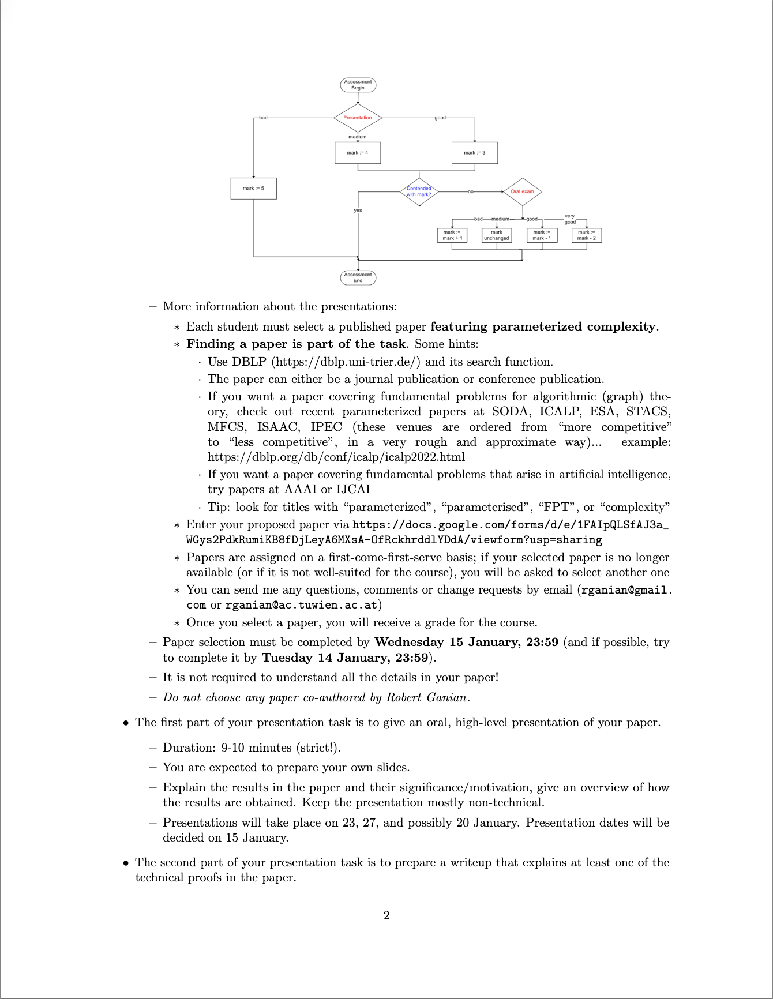 Assessment
Begin
Presentation
bad
good
medium
mark := 4
mark := 3
mark := 5
Contended
with mark?
no
Oral exam
yes
bad
medium
good
very
good
mark :=
mark + 1
mark
unchanged
mark :=
mark - 1
mark :=
mark - 2
Assessment
End
– More information about the presentations:
∗ Each student must select a published paper featuring parameterized complexity.
∗ Finding a paper is part of the task. Some hints:
· Use DBLP (https://dblp.uni-trier.de/) and its search function.
· The paper can either be a journal publication or conference publication.
· If you want a paper covering fundamental problems for algorithmic (graph) the-
ory, check out recent parameterized papers at SODA, ICALP, ESA, STACS,
MFCS, ISAAC, IPEC (these venues are ordered from “more competitive”
to “less competitive”, in a very rough and approximate way)... example:
https://dblp.org/db/conf/icalp/icalp2022.html
· If you want a paper covering fundamental problems that arise in artificial intelligence,
try papers at AAAI or IJCAI
· Tip: look for titles with “parameterized”, “parameterised”, “FPT”, or “complexity”
∗ Enter your proposed paper via https://docs.google.com/forms/d/e/1FAIpQLSfAJ3a_
WGys2PdkRumiKB8fDjLeyA6MXsA-OfRckhrddlYDdA/viewform?usp=sharing
∗ Papers are assigned on a first-come-first-serve basis; if your selected paper is no longer
available (or if it is not well-suited for the course), you will be asked to select another one
∗ You can send me any questions, comments or change requests by email (rganian@gmail.
com or rganian@ac.tuwien.ac.at)
∗ Once you select a paper, you will receive a grade for the course.
– Paper selection must be completed by Wednesday 15 January, 23:59 (and if possible, try
to complete it by Tuesday 14 January, 23:59).
– It is not required to understand all the details in your paper!
– Do not choose any paper co-authored by Robert Ganian.
• The first part of your presentation task is to give an oral, high-level presentation of your paper.
– Duration: 9-10 minutes (strict!).
– You are expected to prepare your own slides.
– Explain the results in the paper and their significance/motivation, give an overview of how
the results are obtained. Keep the presentation mostly non-technical.
– Presentations will take place on 23, 27, and possibly 20 January. Presentation dates will be
decided on 15 January.
• The second part of your presentation task is to prepare a writeup that explains at least one of the
technical proofs in the paper.
2